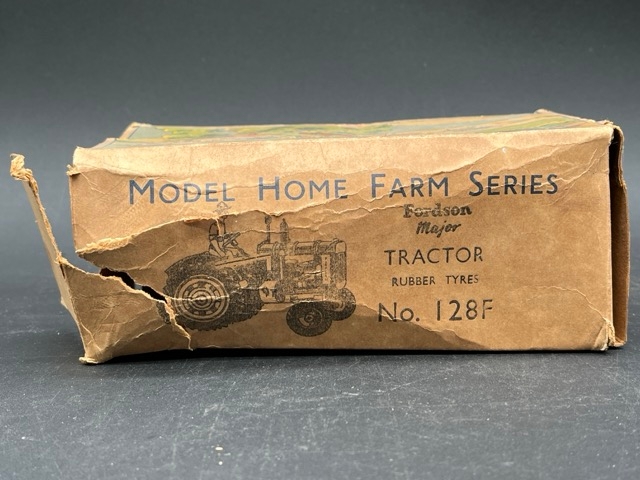 MODEL HOME FARM SERIES
Fordson
Major
TRACTOR
RUBBER TYRES
No. 128F